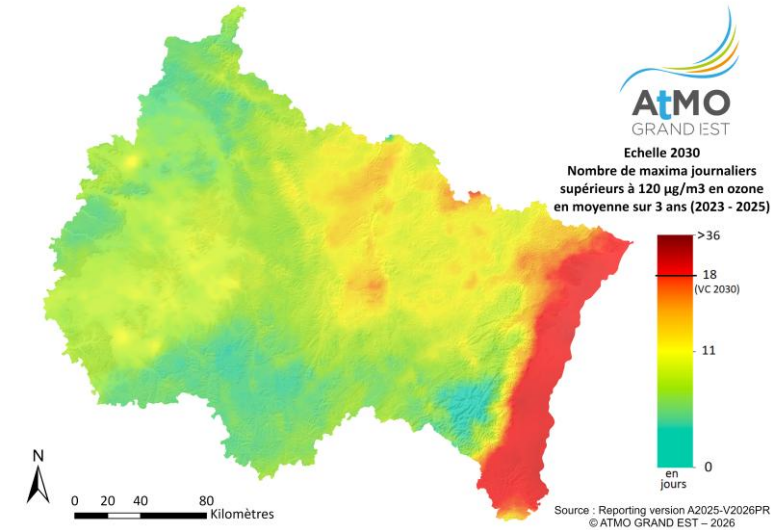 AtMO
GRAND EST
Echelle 2030
Nombre de maxima journaliers
supérieurs à 120 µg/m3 en ozone
en moyenne sur 3 ans (2023 - 2025)
>36
18
(VC 2030)
11
0
en
jours
N
0 20 40 80
Kilomètres
Source : Reporting version A2025-V2026PR
© ATMO GRAND EST – 2026